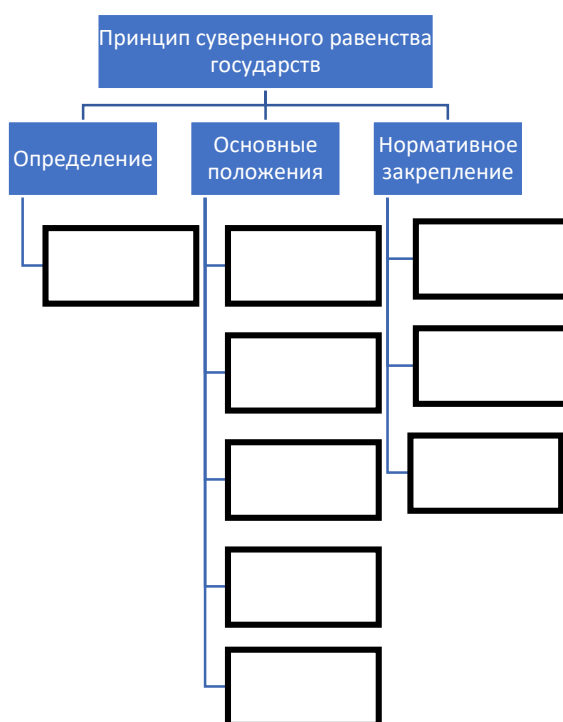 Принцип суверенного равенства
государств
Определение
Основные
положения
Нормативное
закрепление